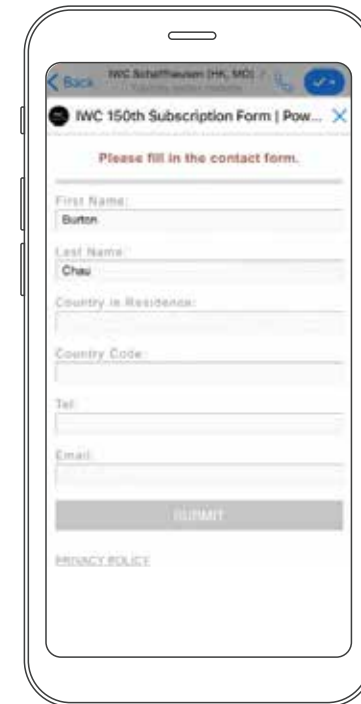 Back IWC Schaffhausen (HK, MO)
IWC 150th Subscription Form | Pow...
Please fill in the contact form.
First Name:
Burton
Last Name:
Chau
Country in Residence:
Country Code:
Tel:
Email:
SUBMIT
PRIVACY POLICY